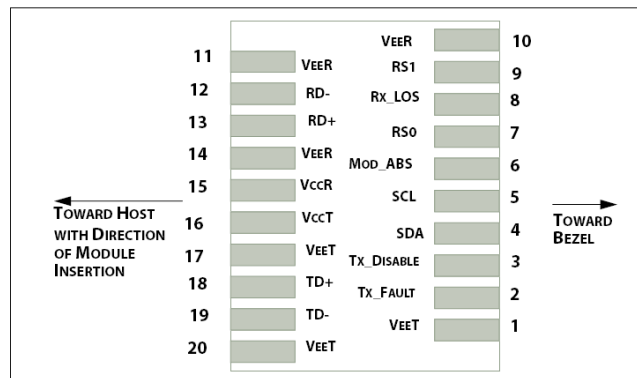 11 VEER
12 RD-
13 RD+
14 VEER
15 VCCR
16 VCCT
17 VEET
18 TD+
19 TD-
20 VEET
VEER 10
RS1 9
RX_LOS 8
RS0 7
MOD_ABS 6
SCL 5
SDA 4
TX_DISABLE 3
TX_FAULT 2
VEET 1
TOWARD HOST
WITH DIRECTION
OF MODULE
INSERTION
TOWARD
BEZEL